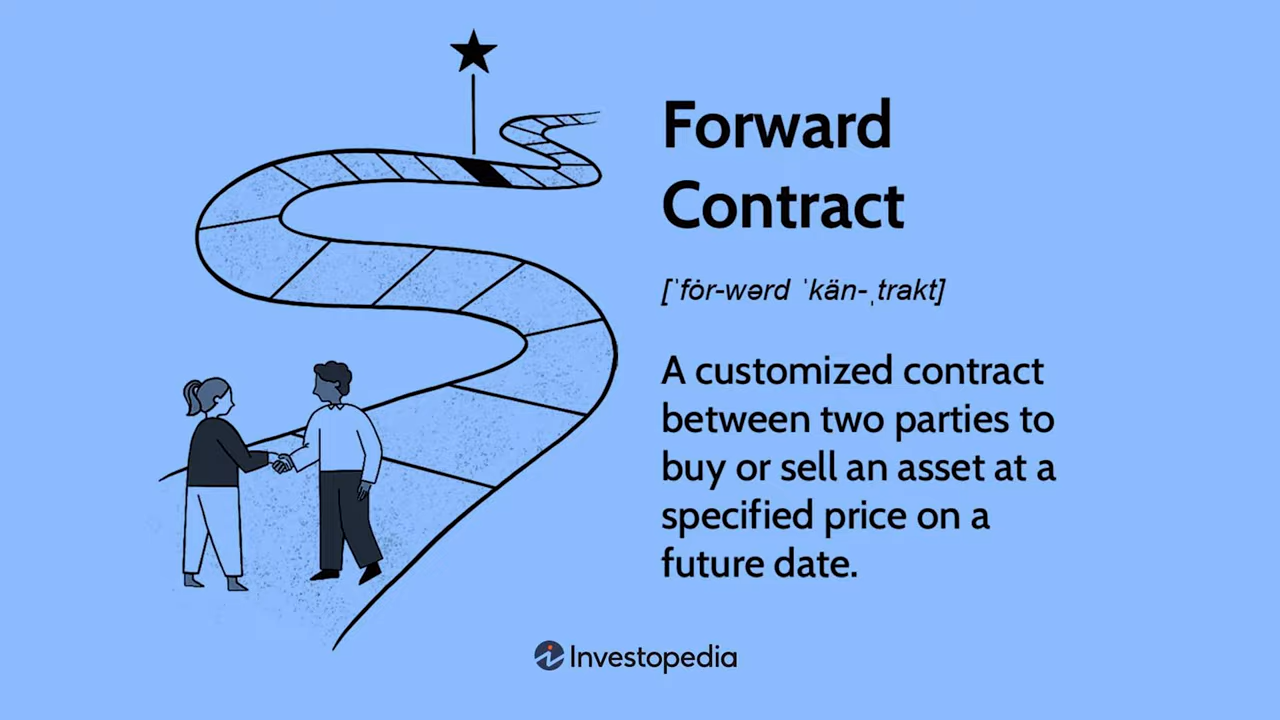 Forward
Contract
[ˈfȯr-wərd ˈkän-ˌtrakt]
A customized contract
between two parties to
buy or sell an asset at a
specified price on a
future date.
Investopedia